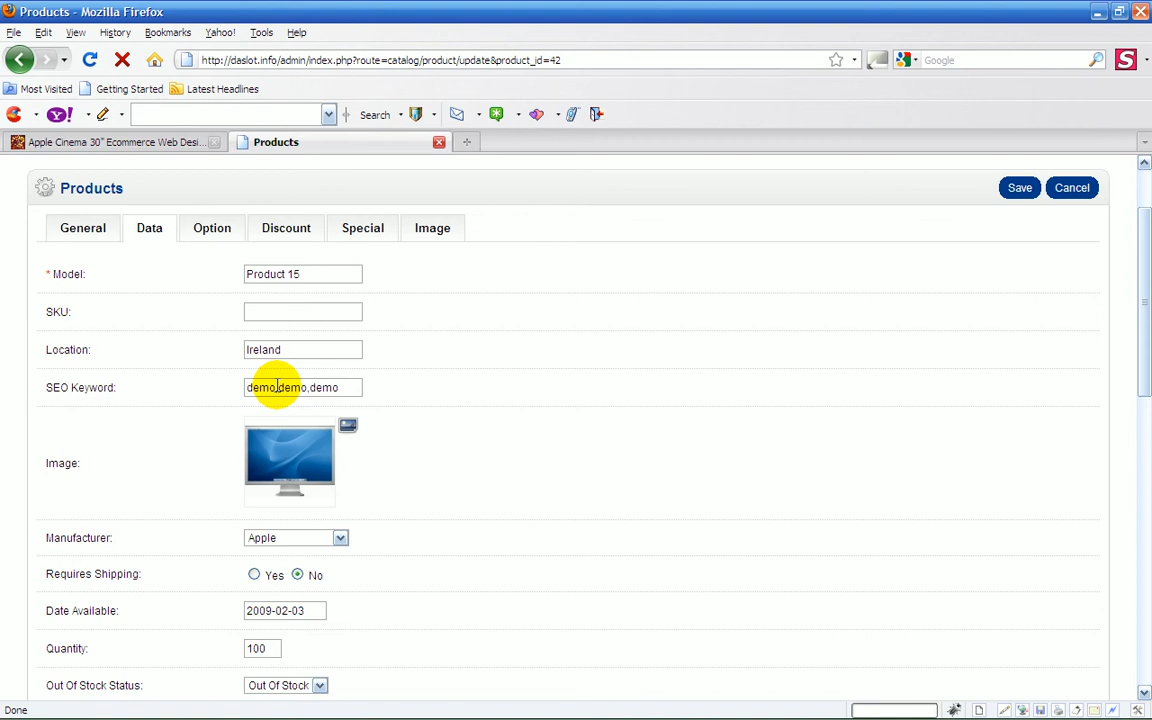 Products - Mozilla Firefox
File Edit View History Bookmarks Yahoo! Tools Help
http://daslot.info/admin/index.php?route=catalog/product/update&product_id=42 Google S
Most Visited Getting Started Latest Headlines
Y! Search
Apple Cinema 30" Ecommerce Web Desi... Products
Products Save Cancel
General Data Option Discount Special Image
* Model: Product 15
SKU:
Location: Ireland
SEO Keyword: demo,demo,demo
Image:
Manufacturer: Apple
Requires Shipping: Yes No
Date Available: 2009-02-03
Quantity: 100
Out Of Stock Status: Out Of Stock
Done